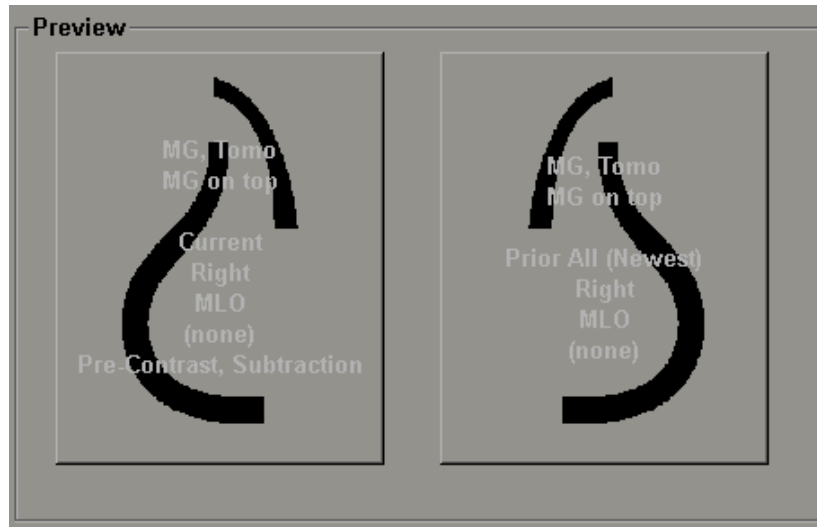 Preview
MG, Tomo
MG on top
Current
Right
MLO
(none)
Pre-Contrast, Subtraction
MG, Tomo
MG on top
Prior All (Newest)
Right
MLO
(none)